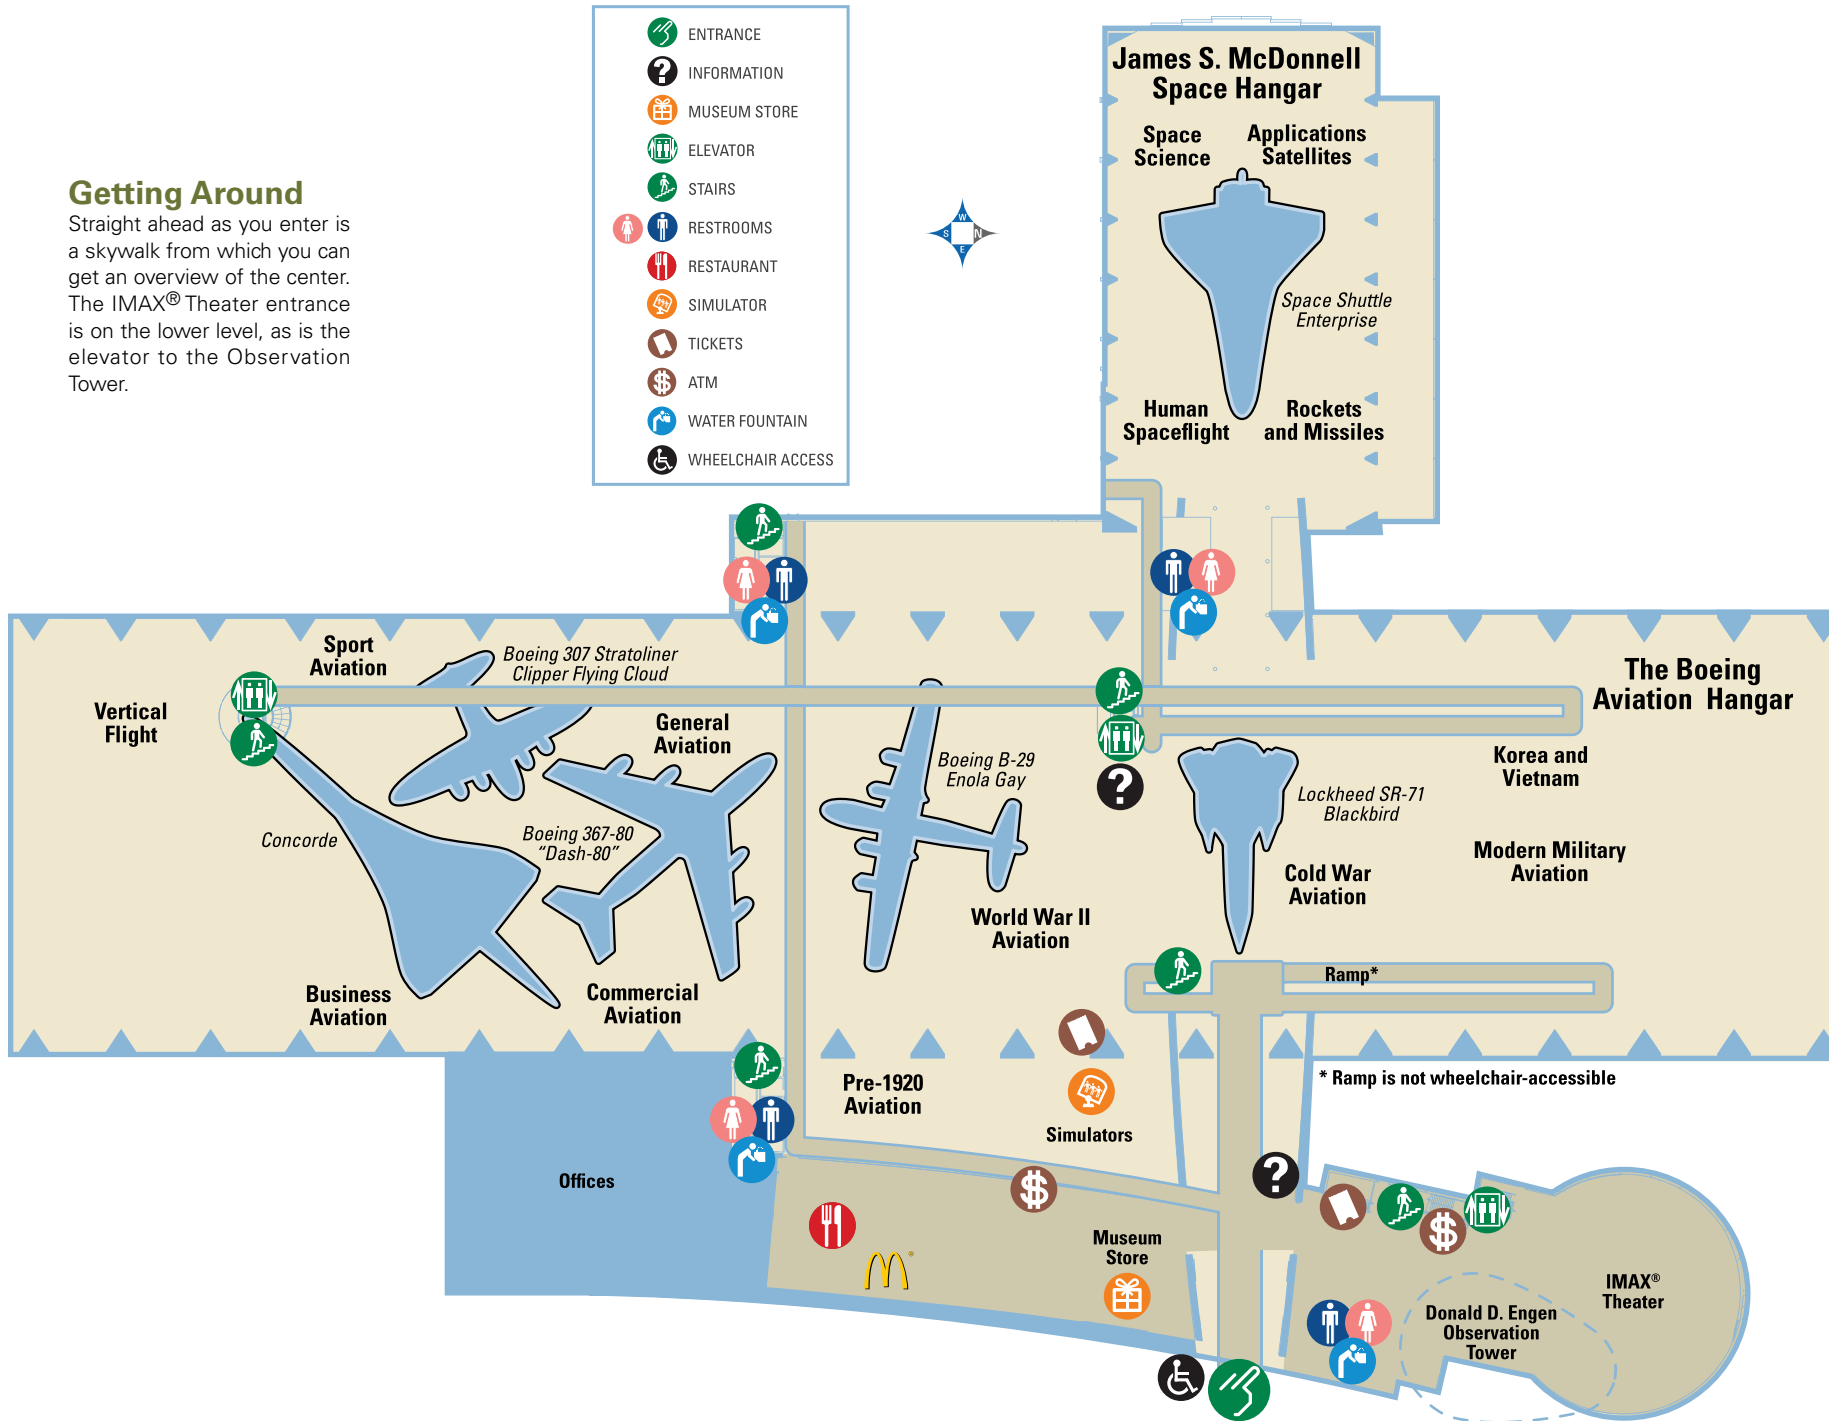 ENTRANCE
INFORMATION
MUSEUM STORE
ELEVATOR
STAIRS
RESTROOMS
RESTAURANT
SIMULATOR
TICKETS
ATM
WATER FOUNTAIN
WHEELCHAIR ACCESS
Getting Around
Straight ahead as you enter is
a skywalk from which you can
get an overview of the center.
The IMAX® Theater entrance
is on the lower level, as is the
elevator to the Observation
Tower.
W
S
N
E
James S. McDonnell
Space Hangar
Space
Science
Applications
Satellites
Space Shuttle
Enterprise
Human
Spaceflight
Rockets
and Missiles
The Boeing
Aviation Hangar
Sport
Aviation
Boeing 307 Stratoliner
Clipper Flying Cloud
Vertical
Flight
General
Aviation
Boeing B-29
Enola Gay
Korea and
Vietnam
Lockheed SR-71
Blackbird
Concorde
Boeing 367-80
“Dash-80”
Modern Military
Aviation
Cold War
Aviation
World War II
Aviation
Business
Aviation
Commercial
Aviation
Ramp*
* Ramp is not wheelchair-accessible
Pre-1920
Aviation
Simulators
Offices
Museum
Store
IMAX®
Theater
Donald D. Engen
Observation
Tower